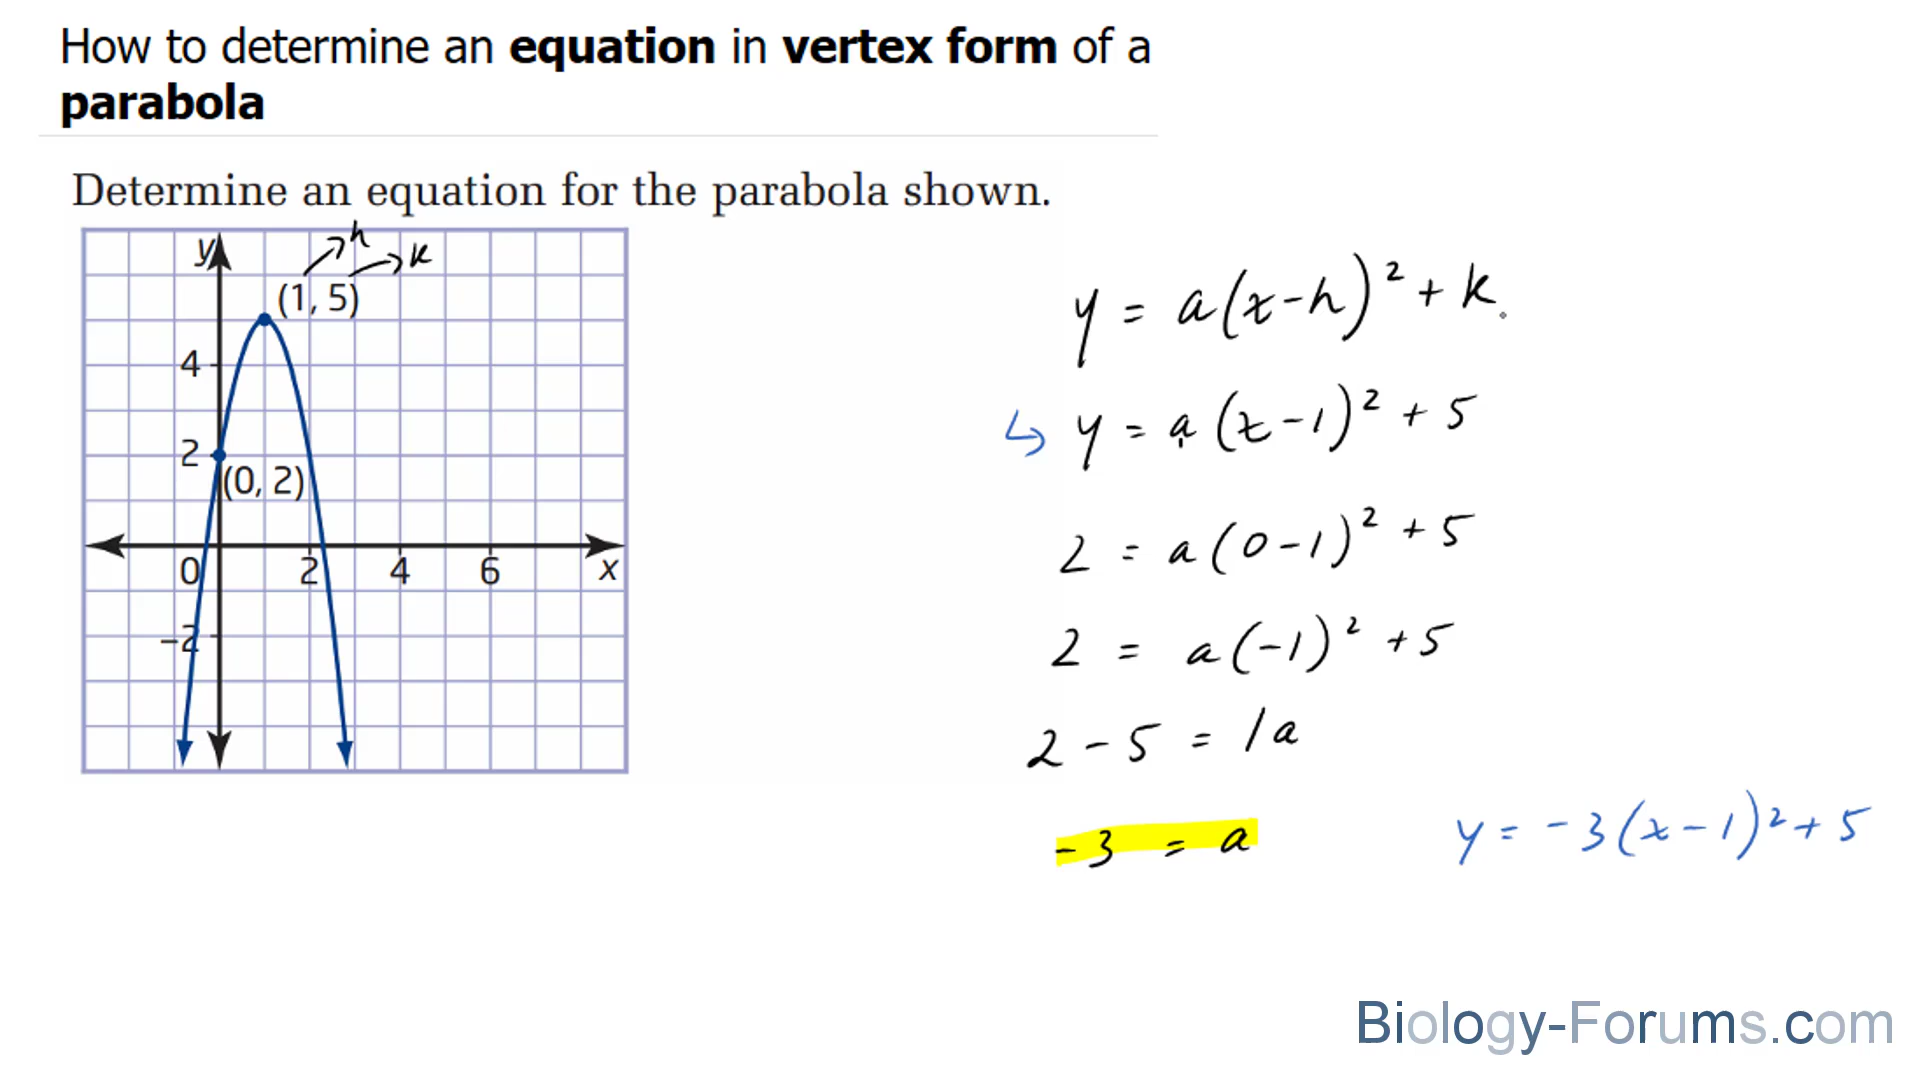 How to determine an equation in vertex form of a
parabola
Determine an equation for the parabola shown.
h
k
y
(1, 5)
4
2
(0, 2)
0
2
4
6
x
-2
y = a(x-h)² + k
↳ y = a(x-1)² + 5
2 = a(0-1)² + 5
2 = a(-1)² + 5
2 - 5 = 1a
-3 = a
y = -3(x-1)² + 5
Biology-Forums.com